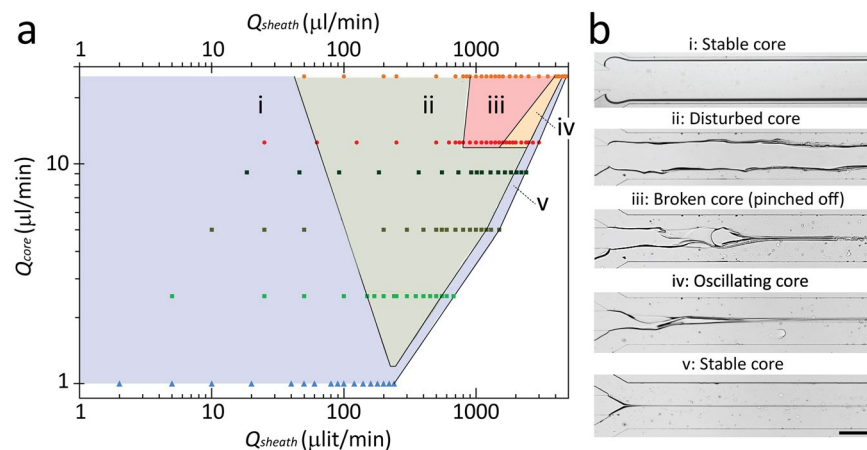 a
Q_sheath (μl/min)
1 10 100 1000
i
ii
iii
iv
v
10
1
Q_core (μl/min)
1 10 100 1000
Q_sheath (μlit/min)
b
i: Stable core
ii: Disturbed core
iii: Broken core (pinched off)
iv: Oscillating core
v: Stable core